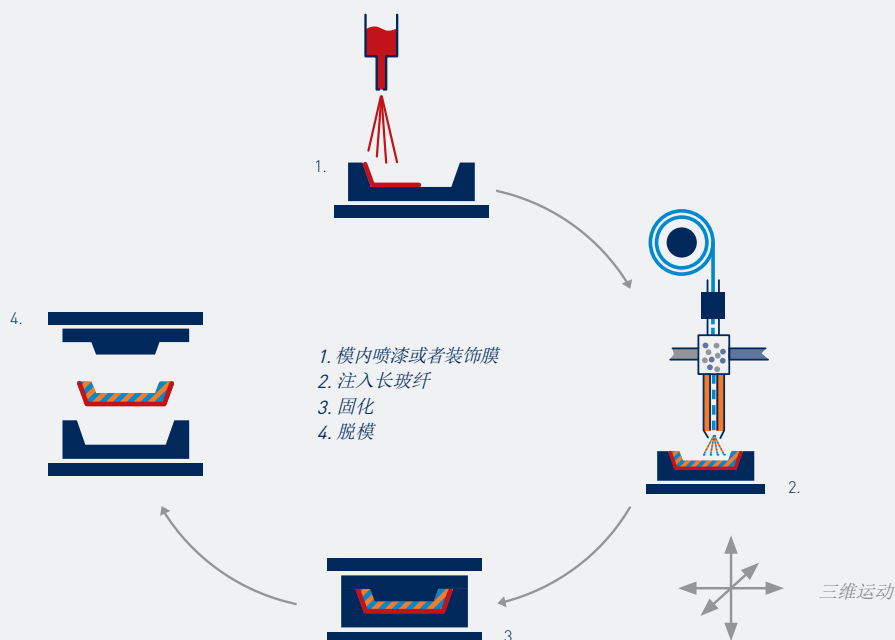 1.
4.
1. 模内喷漆或者装饰膜
2. 注入长玻纤
3. 固化
4. 脱模
2.
三维运动
3